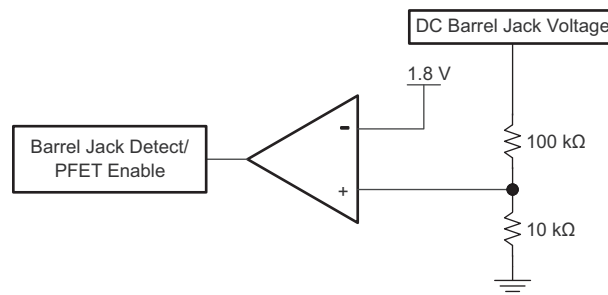 DC Barrel Jack Voltage
1.8 V
-
Barrel Jack Detect/
PFET Enable
100 kΩ
+
10 kΩ